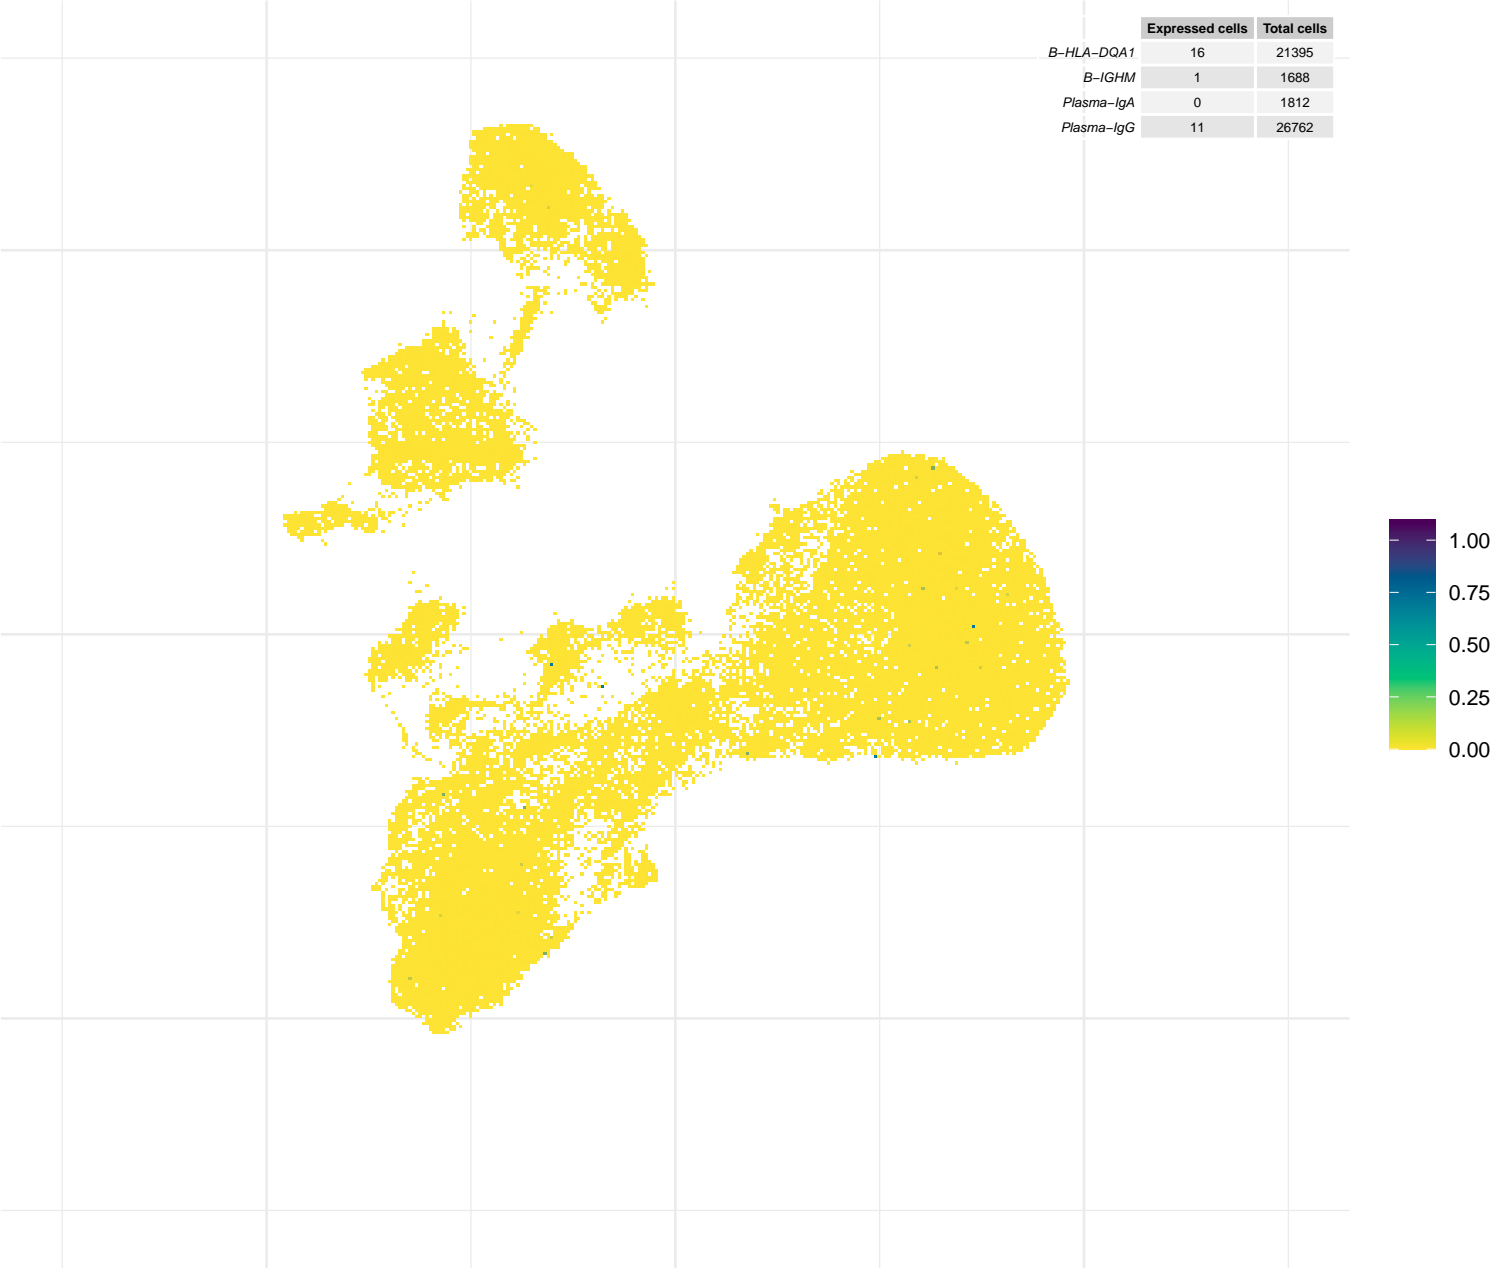 Expressed cells Total cells
B−HLA−DQA1 16 21395
B−IGHM 1 1688
Plasma−IgA 0 1812
Plasma−IgG 11 26762
1.00
0.75
0.50
0.25
0.00